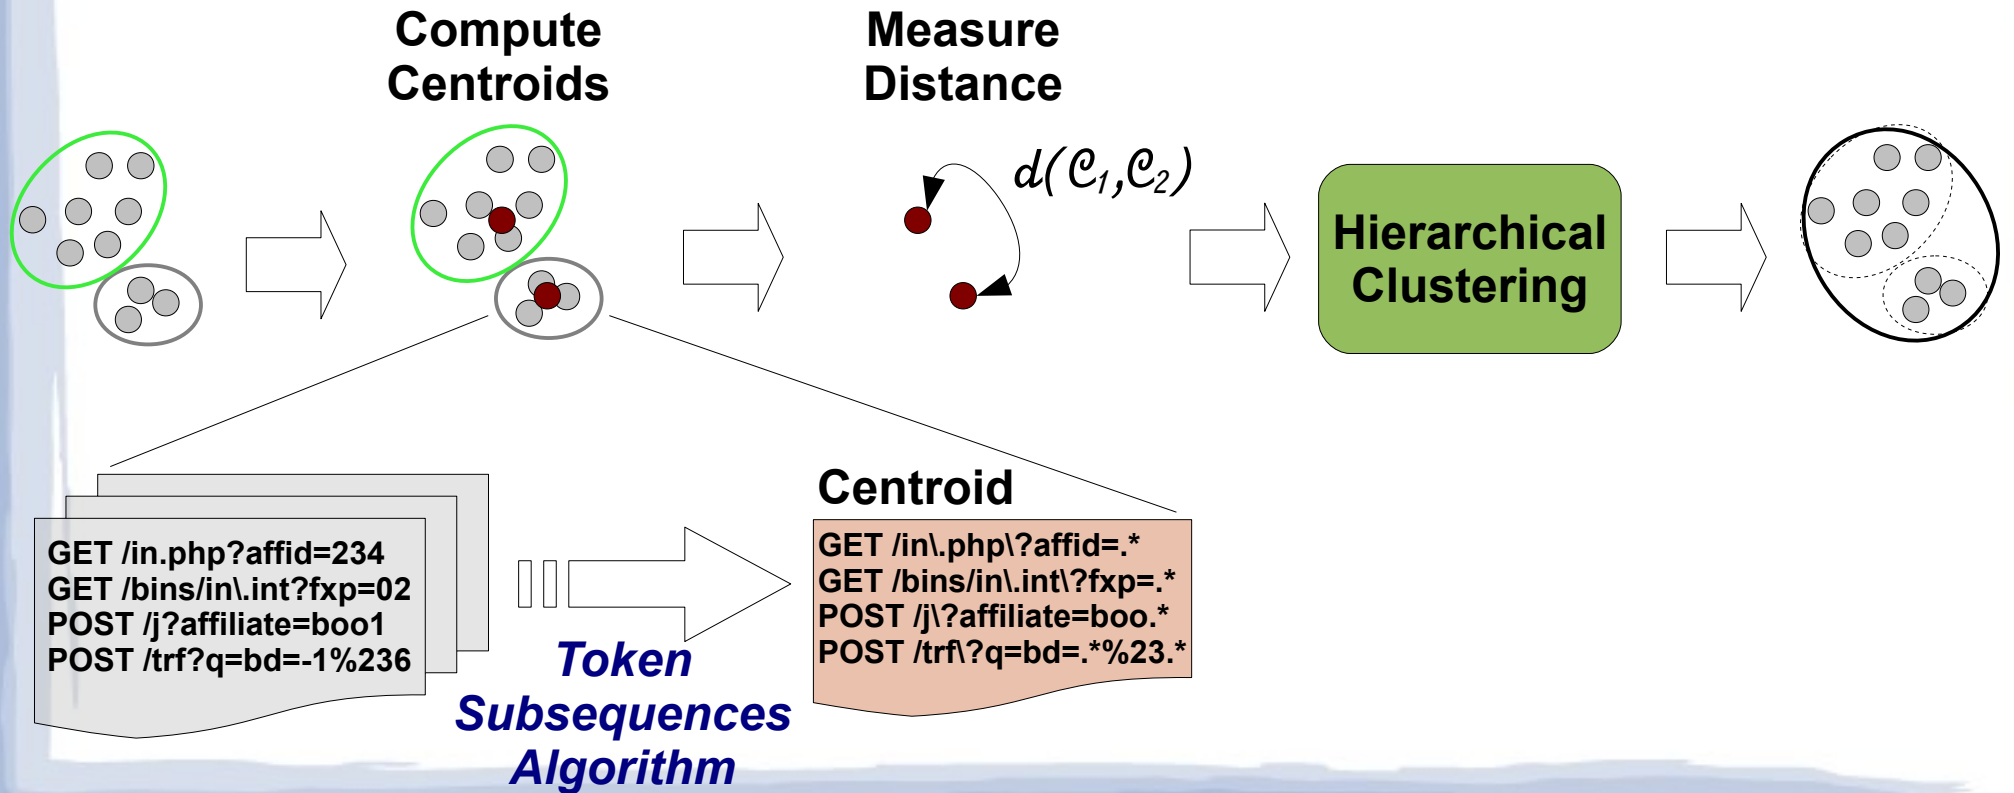 Compute
Centroids
Measure
Distance
d(C1,C2)
Hierarchical
Clustering
GET /in.php?affid=234
GET /bins/in\.int?fxp=02
POST /j?affiliate=boo1
POST /trf?q=bd=-1%236
Token
Subsequences
Algorithm
Centroid
GET /in\.php\?affid=.*
GET /bins/in\.int\?fxp=.*
POST /j\?affiliate=boo.*
POST /trf\?q=bd=.*%23.*